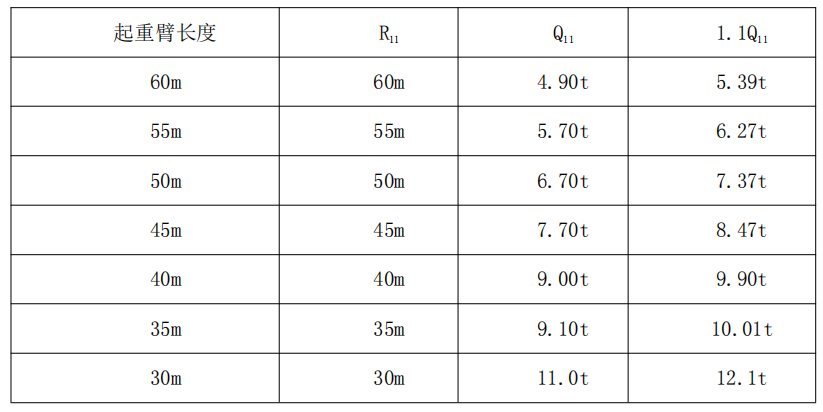 起重臂长度 R₁₁ Q₁₁ 1.1Q₁₁
60m 60m 4.90t 5.39t
55m 55m 5.70t 6.27t
50m 50m 6.70t 7.37t
45m 45m 7.70t 8.47t
40m 40m 9.00t 9.90t
35m 35m 9.10t 10.01t
30m 30m 11.0t 12.1t